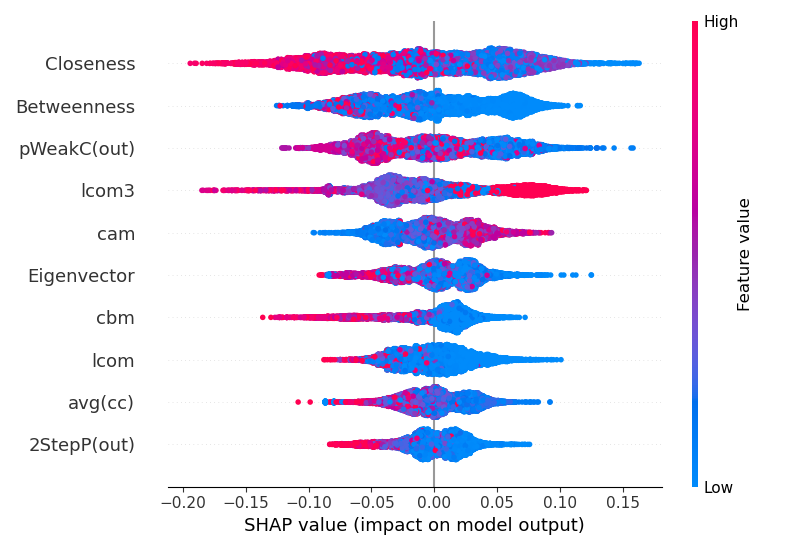 High
Closeness
Betweenness
pWeakC(out)
lcom3
cam
Eigenvector
cbm
lcom
avg(cc)
2StepP(out)
Feature value
Low
−0.20 −0.15 −0.10 −0.05 0.00 0.05 0.10 0.15
SHAP value (impact on model output)